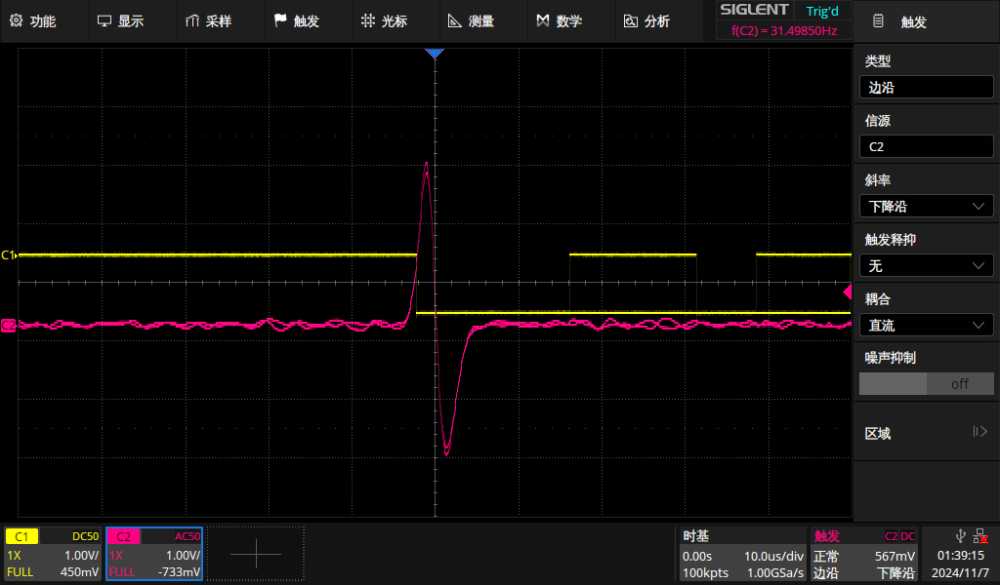 功能 显示 采样 触发 光标 测量 数学 分析 SIGLENT Trig'd 触发
f(C2) = 31.49850Hz
类型
边沿
信源
C2
斜率
下降沿
触发释抑
无
耦合
直流
噪声抑制
off
区域
C1
C2
C1 DC50
1X 1.00V/
FULL 450mV
C2 AC50
1X 1.00V/
FULL -733mV
时基
0.00s 10.0us/div
100kpts 1.00GSa/s
触发 C2 DC
正常 567mV
边沿 下降沿
01:39:15
2024/11/7